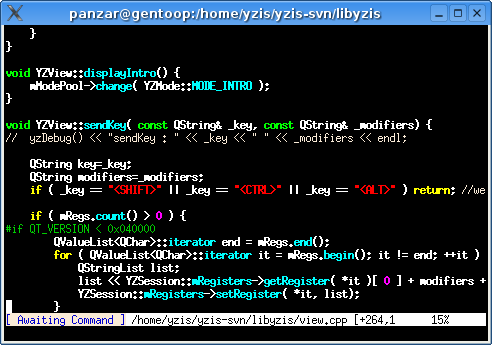 panzar@gentoop:/home/yzis/yzis-svn/libyzis
    }
}

void YZView::displayIntro() {
    mModePool->change( YZMode::MODE_INTRO );
}

void YZView::sendKey( const QString& _key, const QString& _modifiers) {
//  yzDebug() << "sendKey : " << _key << " " << _modifiers << endl;

    QString key=_key;
    QString modifiers=_modifiers;
    if ( _key == "<SHIFT>" || _key == "<CTRL>" || _key == "<ALT>" ) return; //we

    if ( mRegs.count() > 0 ) {
#if QT_VERSION < 0x040000
        QValueList<QChar>::iterator end = mRegs.end();
        for ( QValueList<QChar>::iterator it = mRegs.begin(); it != end; ++it )
            QStringList list;
            list << YZSession::mRegisters->getRegister( *it )[ 0 ] + modifiers +
            YZSession::mRegisters->setRegister( *it, list);
        }
[ Awaiting Command ] /home/yzis/yzis-svn/libyzis/view.cpp [+264,1       15%